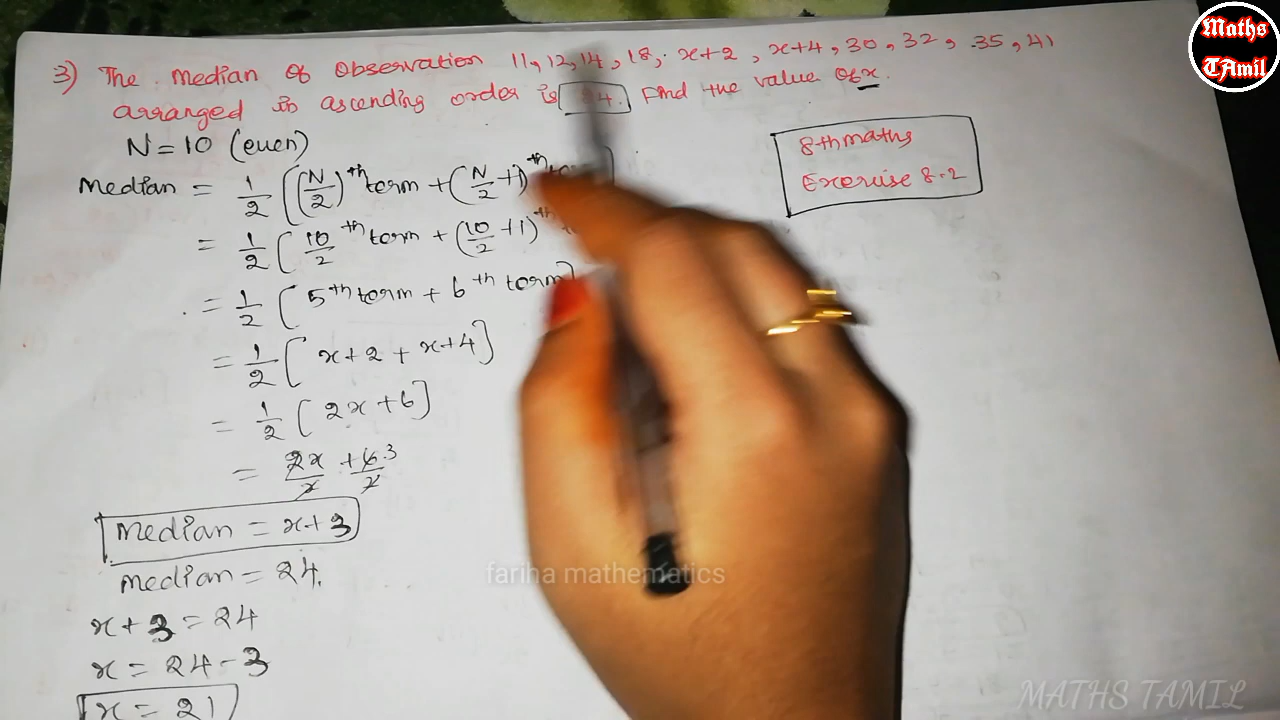 Maths
TAmil
3) The Median of observation 11, 12, 14, 18, x+2, x+4, 30, 32, 35, 41
arranged in ascending order is 24. Find the value of x.
N = 10 (even)
8th maths
Exercise 8.2
Median = 1/2 [(N/2)th term + (N/2 + 1)th
= 1/2 [10/2 th term + (10/2 + 1)th
= 1/2 [5th term + 6th term]
= 1/2 [x+2 + x+4]
= 1/2 [2x+6]
= 2x/2 + 6/2 3
Median = x+3
median = 24.
fariha mathematics
x+3 = 24
x = 24-3
x = 21
MATHS TAMIL